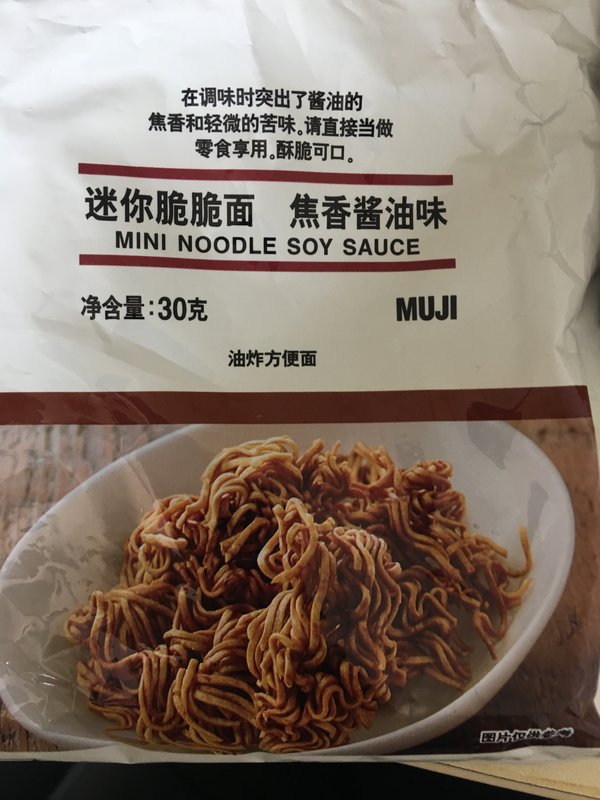 在调味时突出了酱油的
焦香和轻微的苦味。请直接当做
零食享用。酥脆可口。
迷你脆脆面 焦香酱油味
MINI NOODLE SOY SAUCE
净含量:30克 MUJI
油炸方便面
图片仅供参考